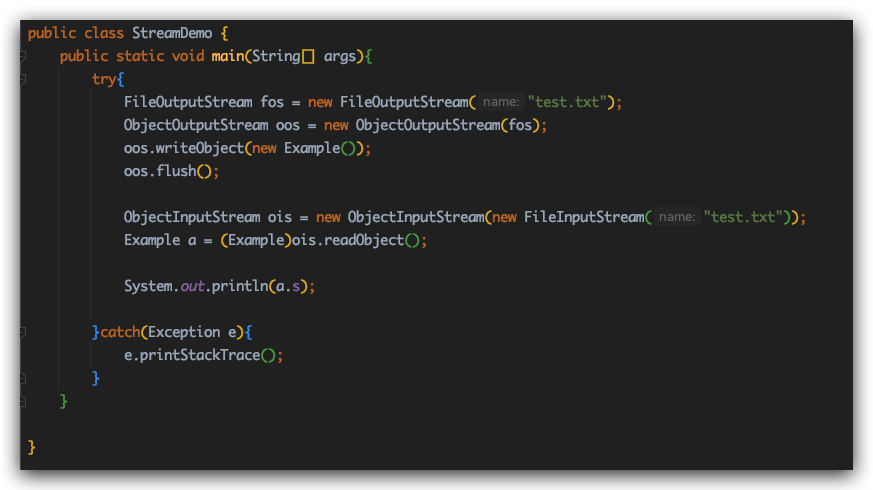 public class StreamDemo {
    public static void main(String[] args){
        try{
            FileOutputStream fos = new FileOutputStream( name: "test.txt");
            ObjectOutputStream oos = new ObjectOutputStream(fos);
            oos.writeObject(new Example());
            oos.flush();

            ObjectInputStream ois = new ObjectInputStream(new FileInputStream( name: "test.txt"));
            Example a = (Example)ois.readObject();

            System.out.println(a.s);

        }catch(Exception e){
            e.printStackTrace();
        }
    }

}